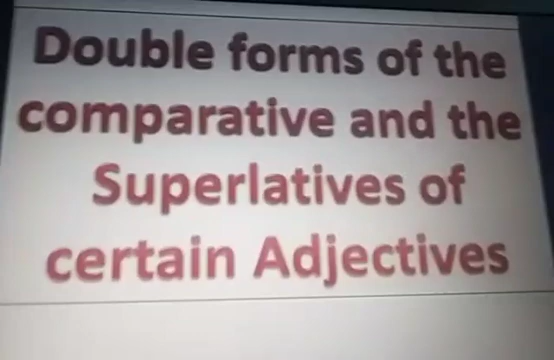 Double forms of the
comparative and the
Superlatives of
certain Adjectives